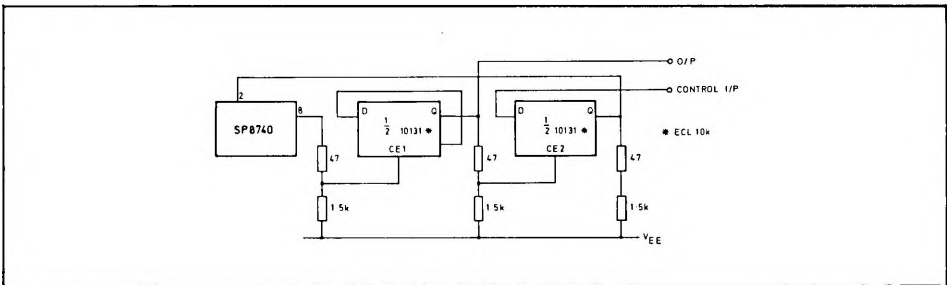 O/P
CONTROL I/P
2
8
SP8740
D
Q
1
2
10131 *
CE1
D
Q
1
2
10131 *
CE2
* ECL 10k
47
47
47
1.5k
1.5k
1.5k
VEE